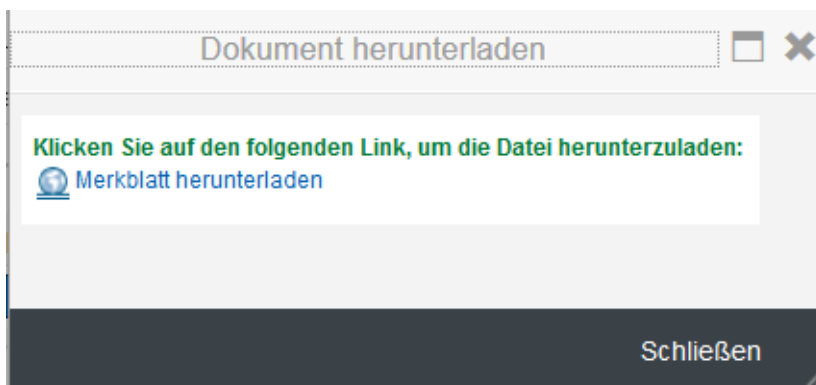 Dokument herunterladen
Klicken Sie auf den folgenden Link, um die Datei herunterzuladen:
Merkblatt herunterladen
Schließen